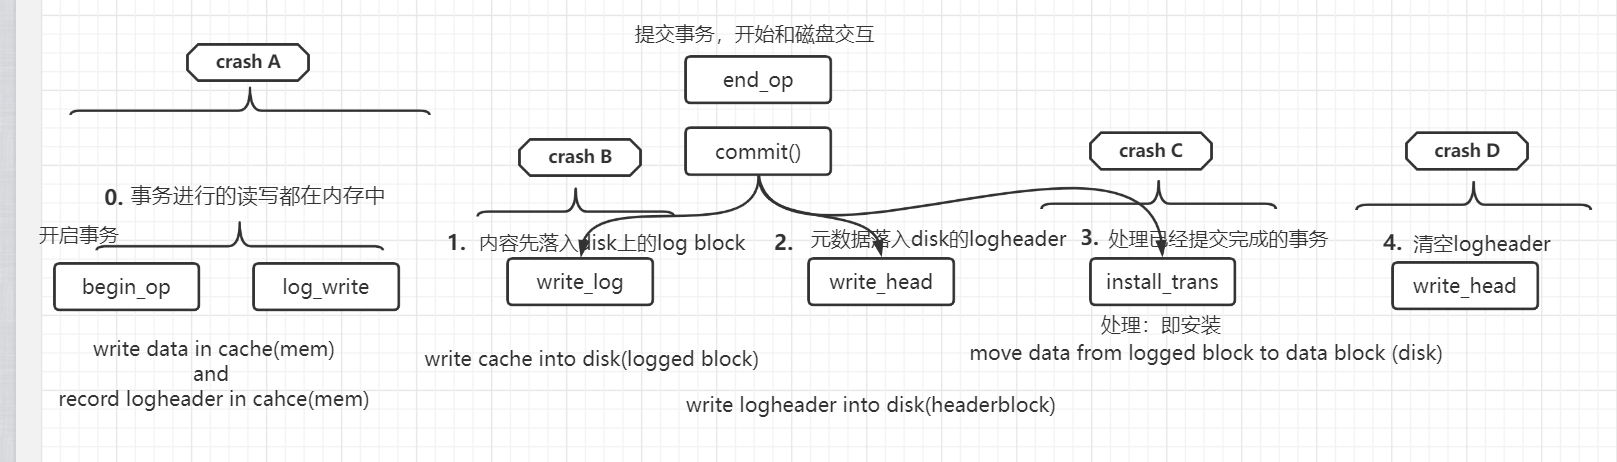 提交事务，开始和磁盘交互
end_op
crash A
commit()
crash B
crash C
crash D
0. 事务进行的读写都在内存中
开启事务
1. 内容先落入disk上的log block
2. 元数据落入disk的logheader
3. 处理已经提交完成的事务
4. 清空logheader
begin_op
log_write
write_log
write_head
install_trans
write_head
处理：即安装
write data in cache(mem)
and
record logheader in cahce(mem)
write cache into disk(logged block)
move data from logged block to data block (disk)
write logheader into disk(headerblock)